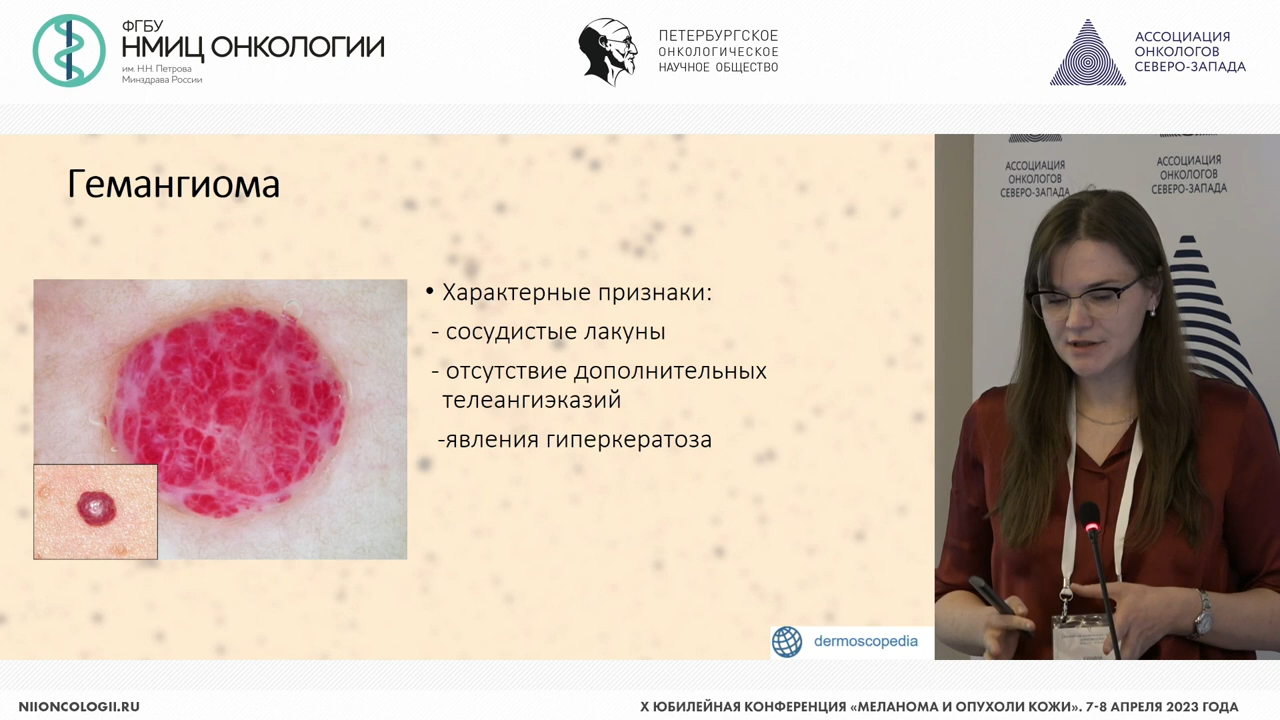 ФГБУ
НМИЦ ОНКОЛОГИИ
им. Н.Н. Петрова
Минздрава России
ПЕТЕРБУРГСКОЕ
ОНКОЛОГИЧЕСКОЕ
НАУЧНОЕ ОБЩЕСТВО
АССОЦИАЦИЯ
ОНКОЛОГОВ
СЕВЕРО-ЗАПАДА
Гемангиома
• Характерные признаки:
- сосудистые лакуны
- отсутствие дополнительных
телеангиэказий
-явления гиперкератоза
dermoscopedia
АССОЦИАЦИЯ
ОНКОЛОГОВ
СЕВЕРО-ЗАПАДА
АССОЦИАЦИЯ
ОНКОЛОГОВ
СЕВЕРО-ЗАПАДА
NIIONCOLOGII.RU
X ЮБИЛЕЙНАЯ КОНФЕРЕНЦИЯ «МЕЛАНОМА И ОПУХОЛИ КОЖИ». 7-8 АПРЕЛЯ 2023 ГОДА